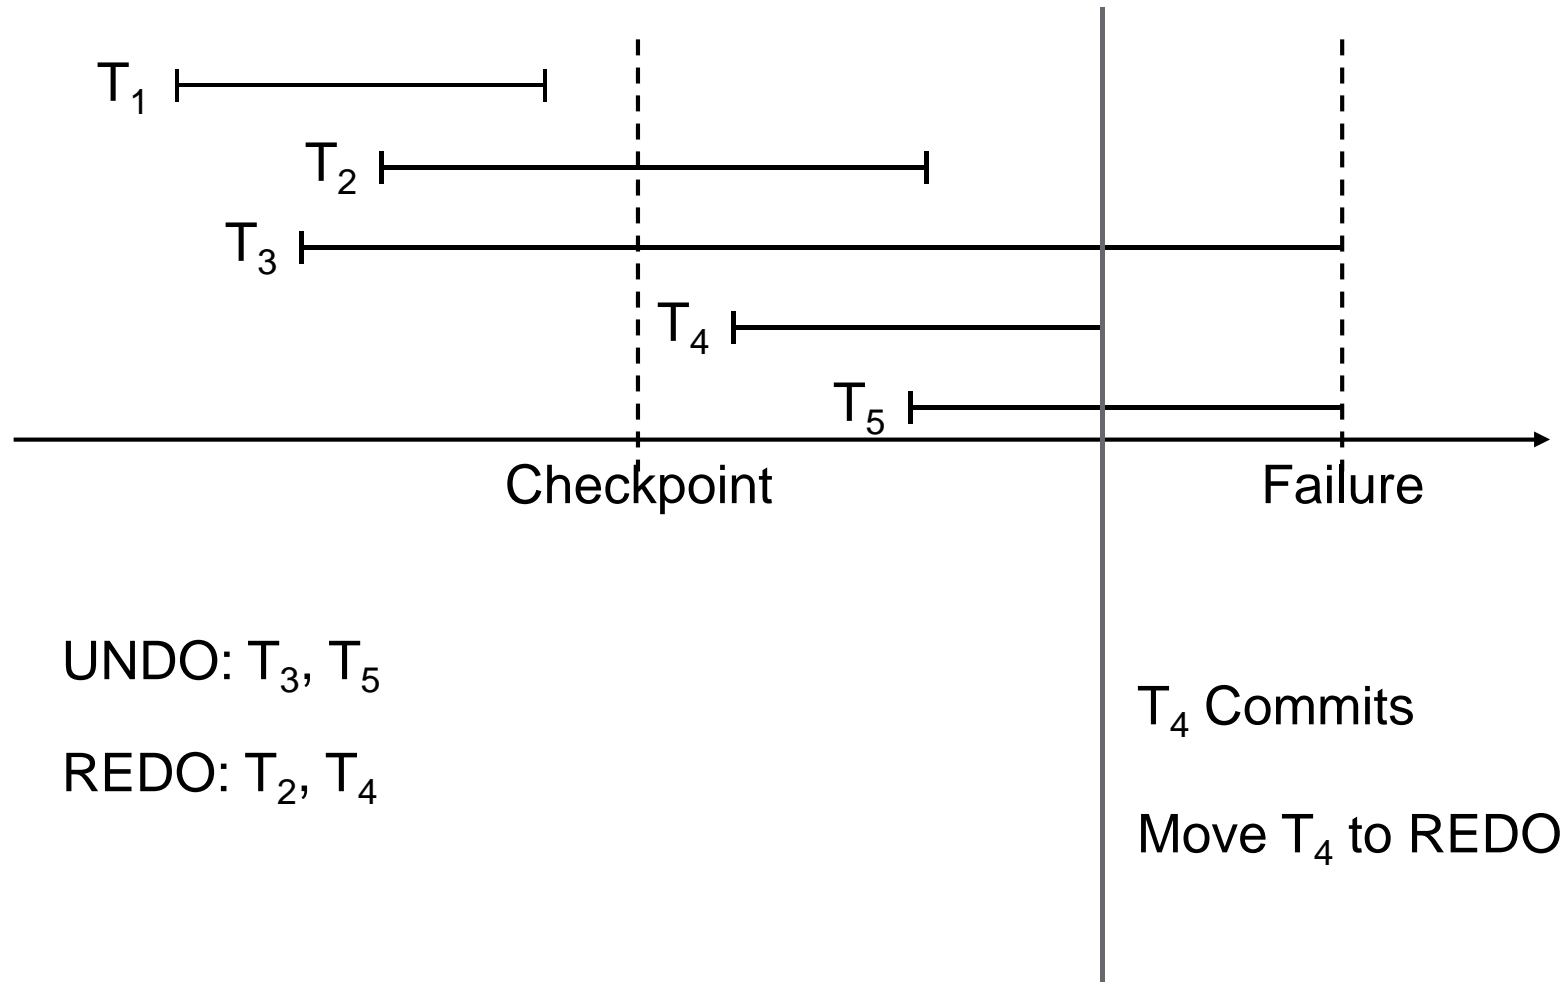 T₁
T₂
T₃
T₄
T₅
Checkpoint
Failure
UNDO: T₃, T₅
REDO: T₂, T₄
T₄ Commits
Move T₄ to REDO